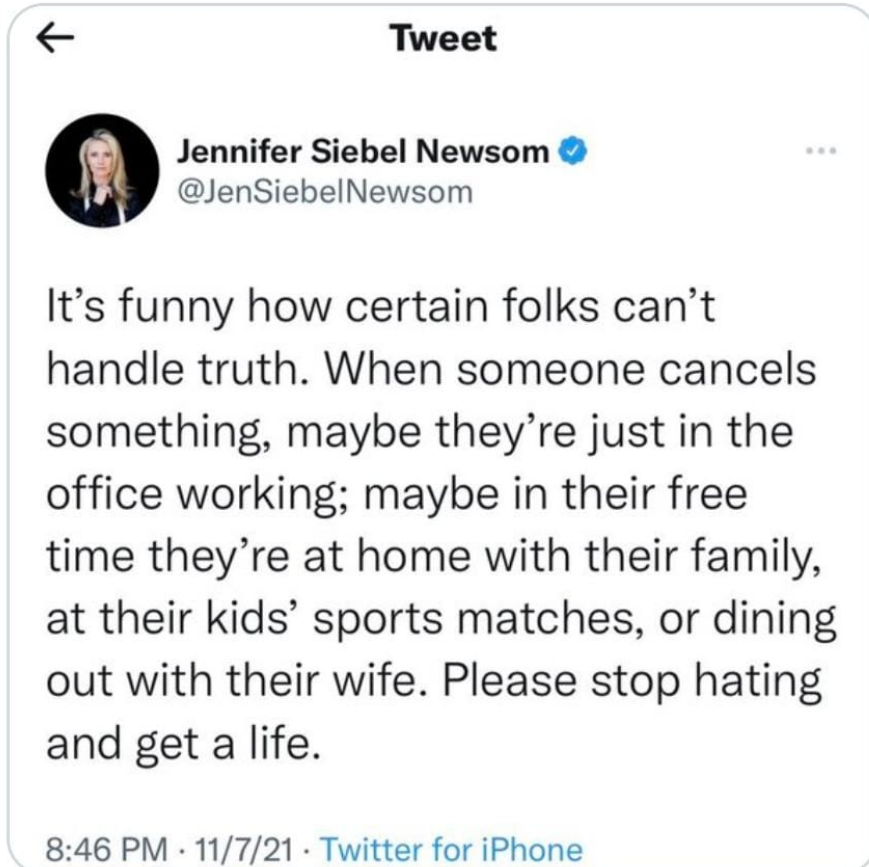 Tweet
Jennifer Siebel Newsom
@JenSiebelNewsom
It’s funny how certain folks can’t
handle truth. When someone cancels
something, maybe they’re just in the
office working; maybe in their free
time they’re at home with their family,
at their kids’ sports matches, or dining
out with their wife. Please stop hating
and get a life.
8:46 PM · 11/7/21 · Twitter for iPhone